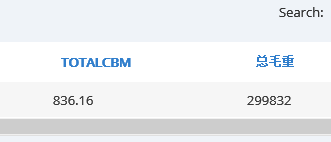 Search:
TOTALCBM 总毛重
836.16 299832